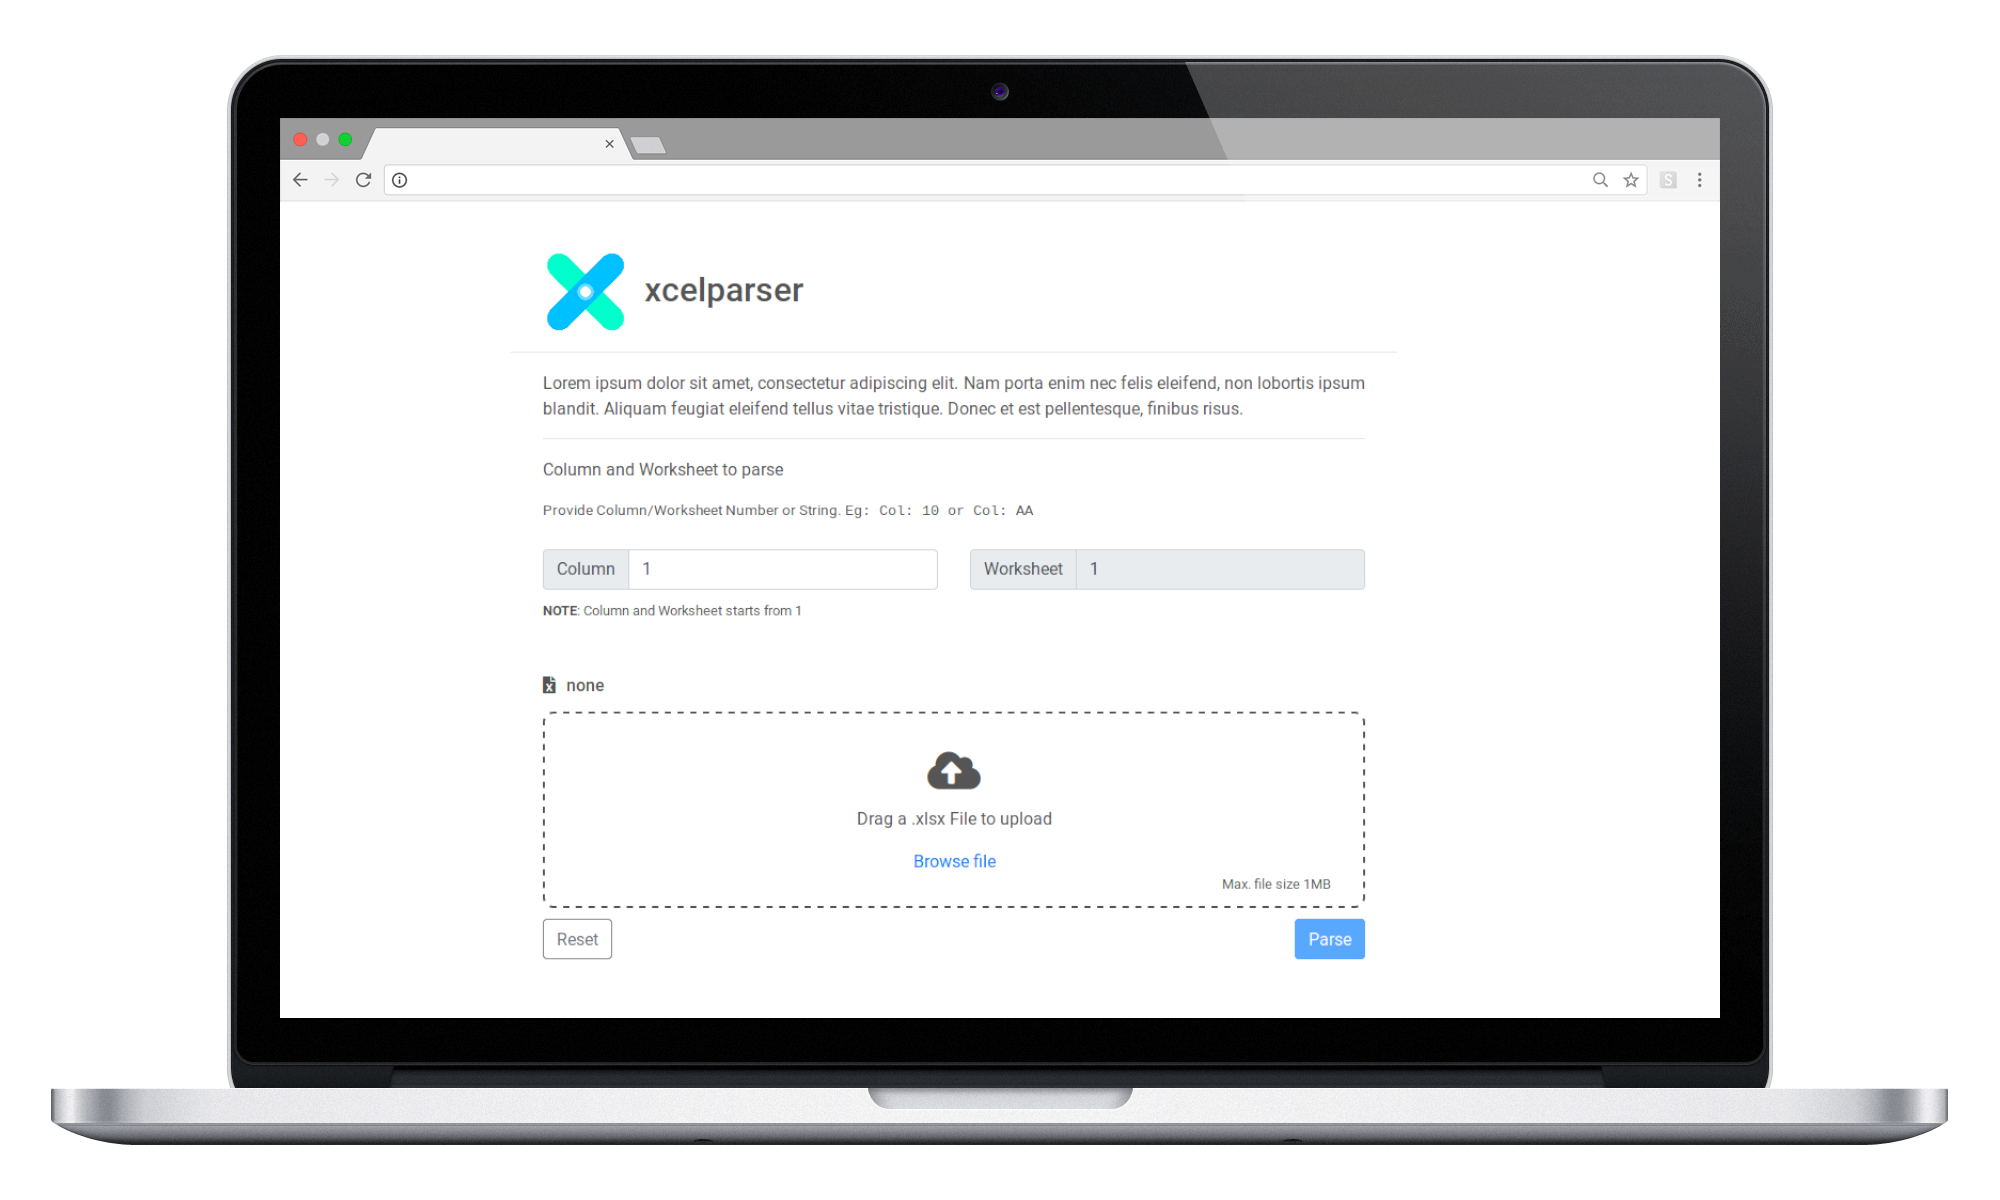 S
xcelparser
Lorem ipsum dolor sit amet, consectetur adipiscing elit. Nam porta enim nec felis eleifend, non lobortis ipsum
blandit. Aliquam feugiat eleifend tellus vitae tristique. Donec et est pellentesque, finibus risus.
Column and Worksheet to parse
Provide Column/Worksheet Number or String. Eg: Col: 10 or Col: AA
Column 1
Worksheet 1
NOTE: Column and Worksheet starts from 1
none
Drag a .xlsx File to upload
Browse file
Max. file size 1MB
Reset
Parse